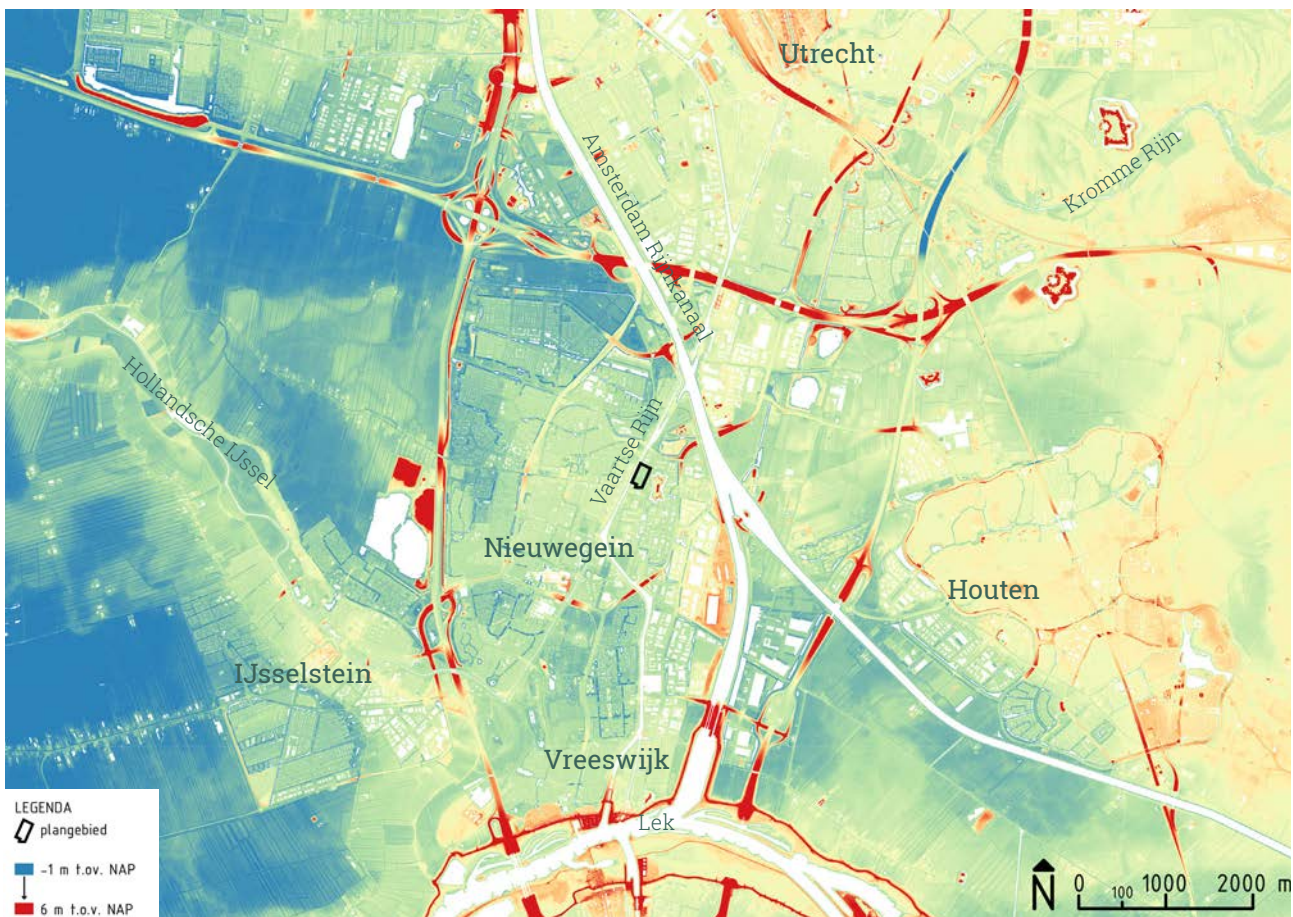 Utrecht
Amsterdam Rijnkanaal
Kromme Rijn
Hollandsche IJssel
Vaartse Rijn
Nieuwegein
Houten
IJsselstein
Vreeswijk
Lek
LEGENDA
plangebied
-1 m t.ov. NAP
6 m t.o.v. NAP
N
0 100 1000 2000 m